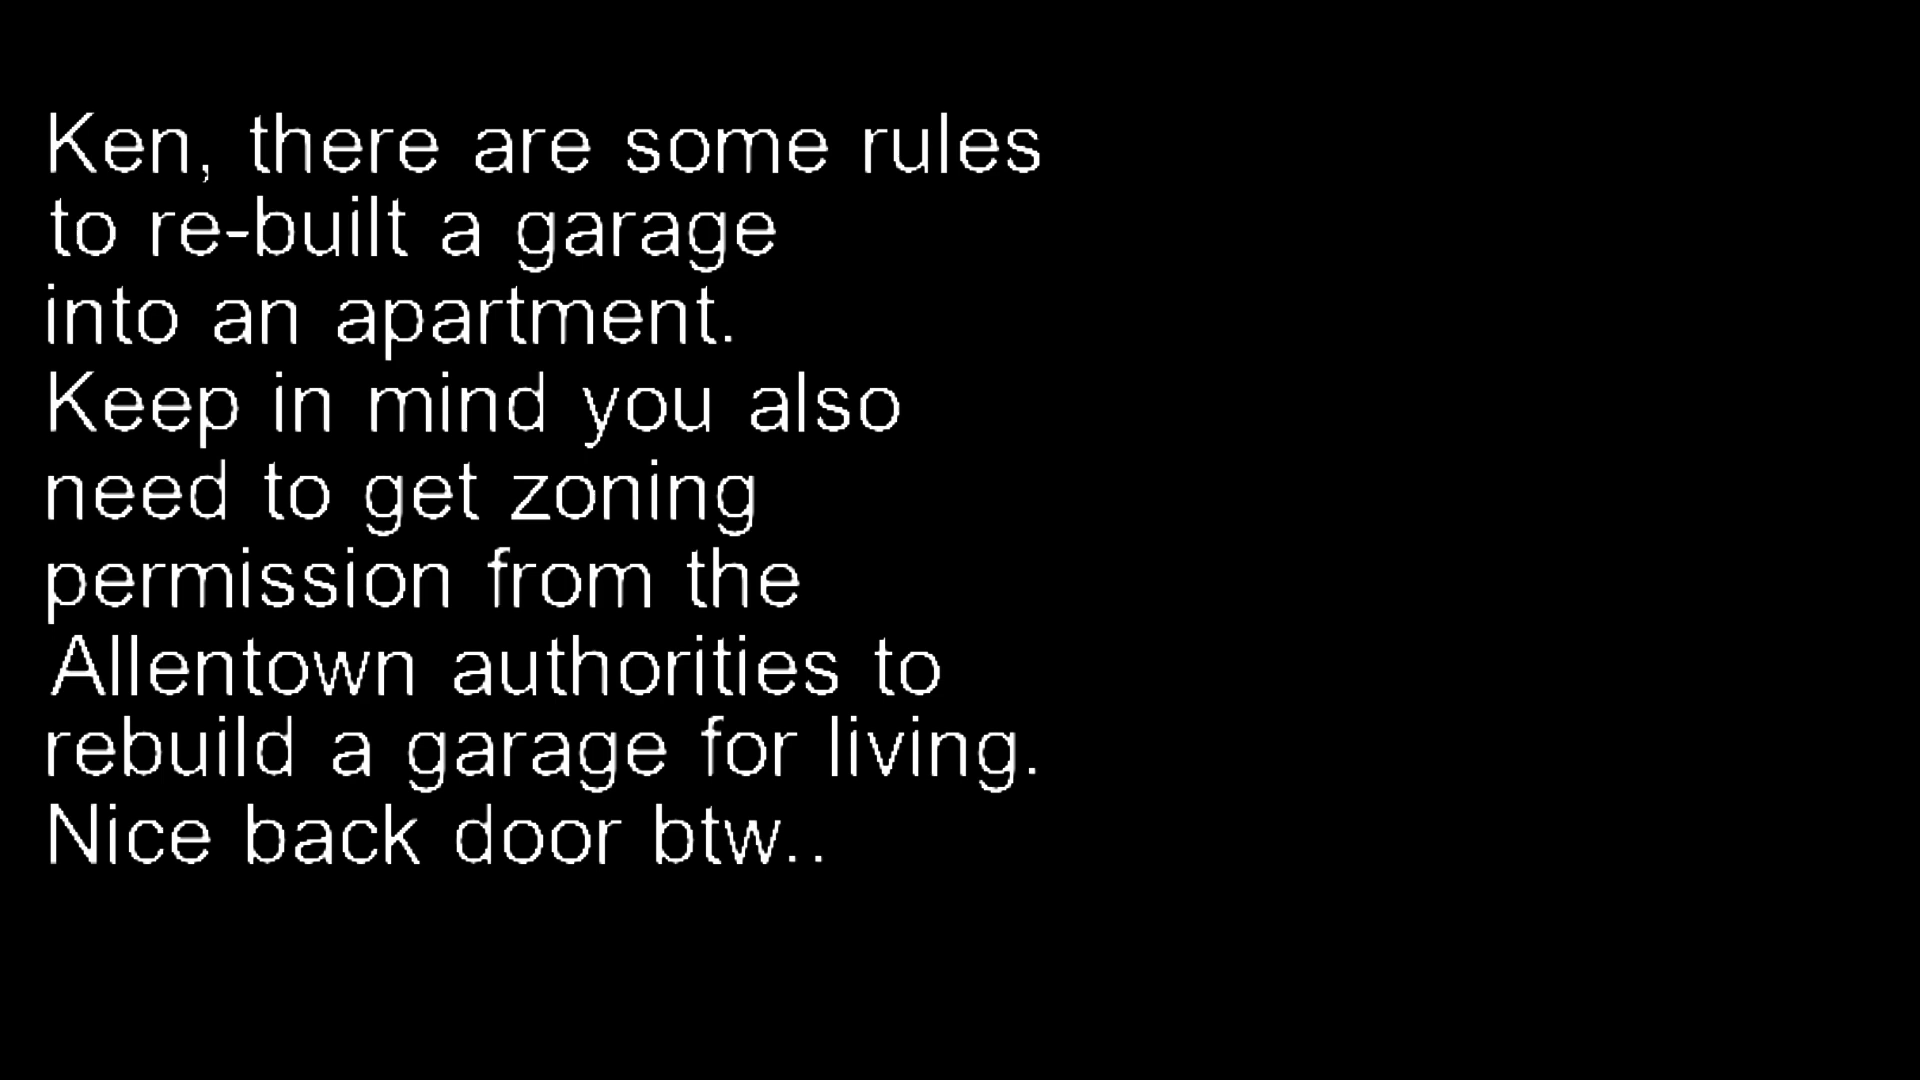 Ken, there are some rules
to re-built a garage
into an apartment.
Keep in mind you also
need to get zoning
permission from the
Allentown authorities to
rebuild a garage for living.
Nice back door btw..